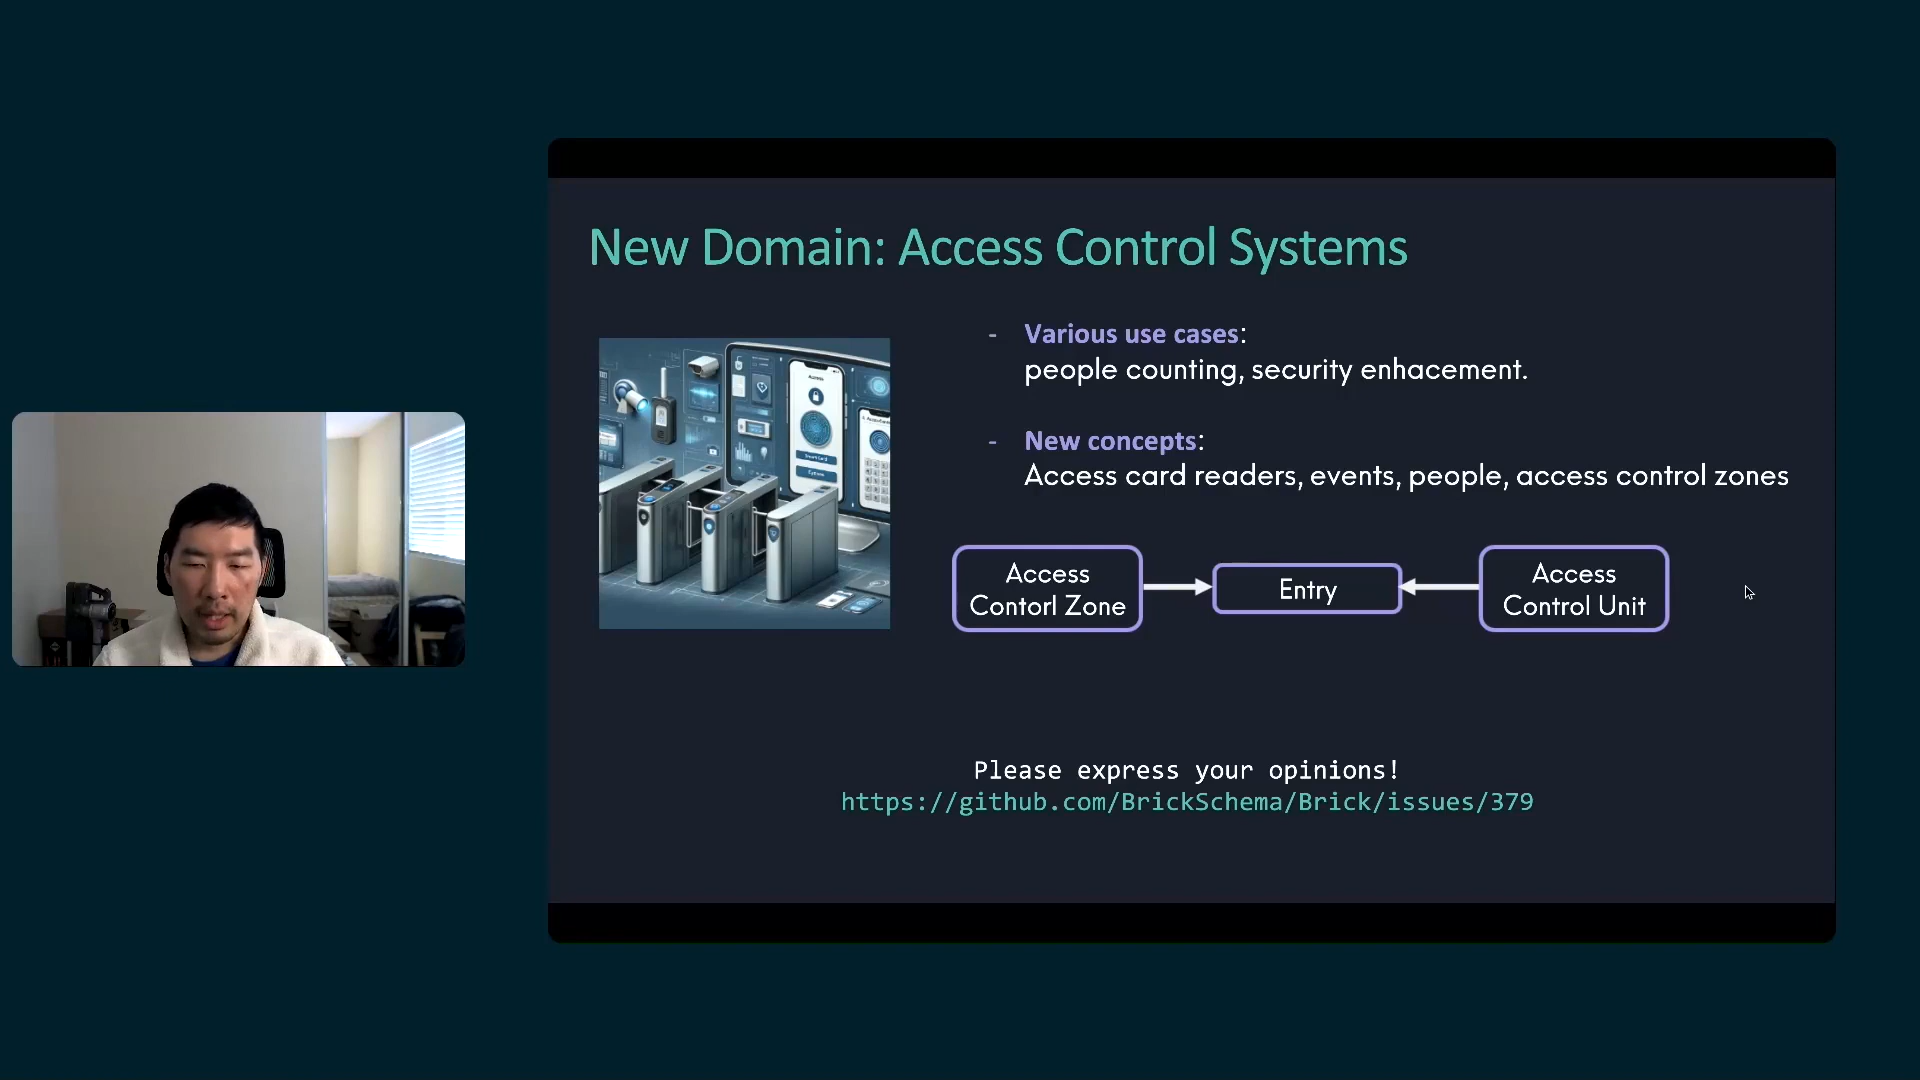 New Domain: Access Control Systems
- Various use cases:
people counting, security enhacement.
- New concepts:
Access card readers, events, people, access control zones
Access
Contorl Zone
Entry
Access
Control Unit
Please express your opinions!
https://github.com/BrickSchema/Brick/issues/379